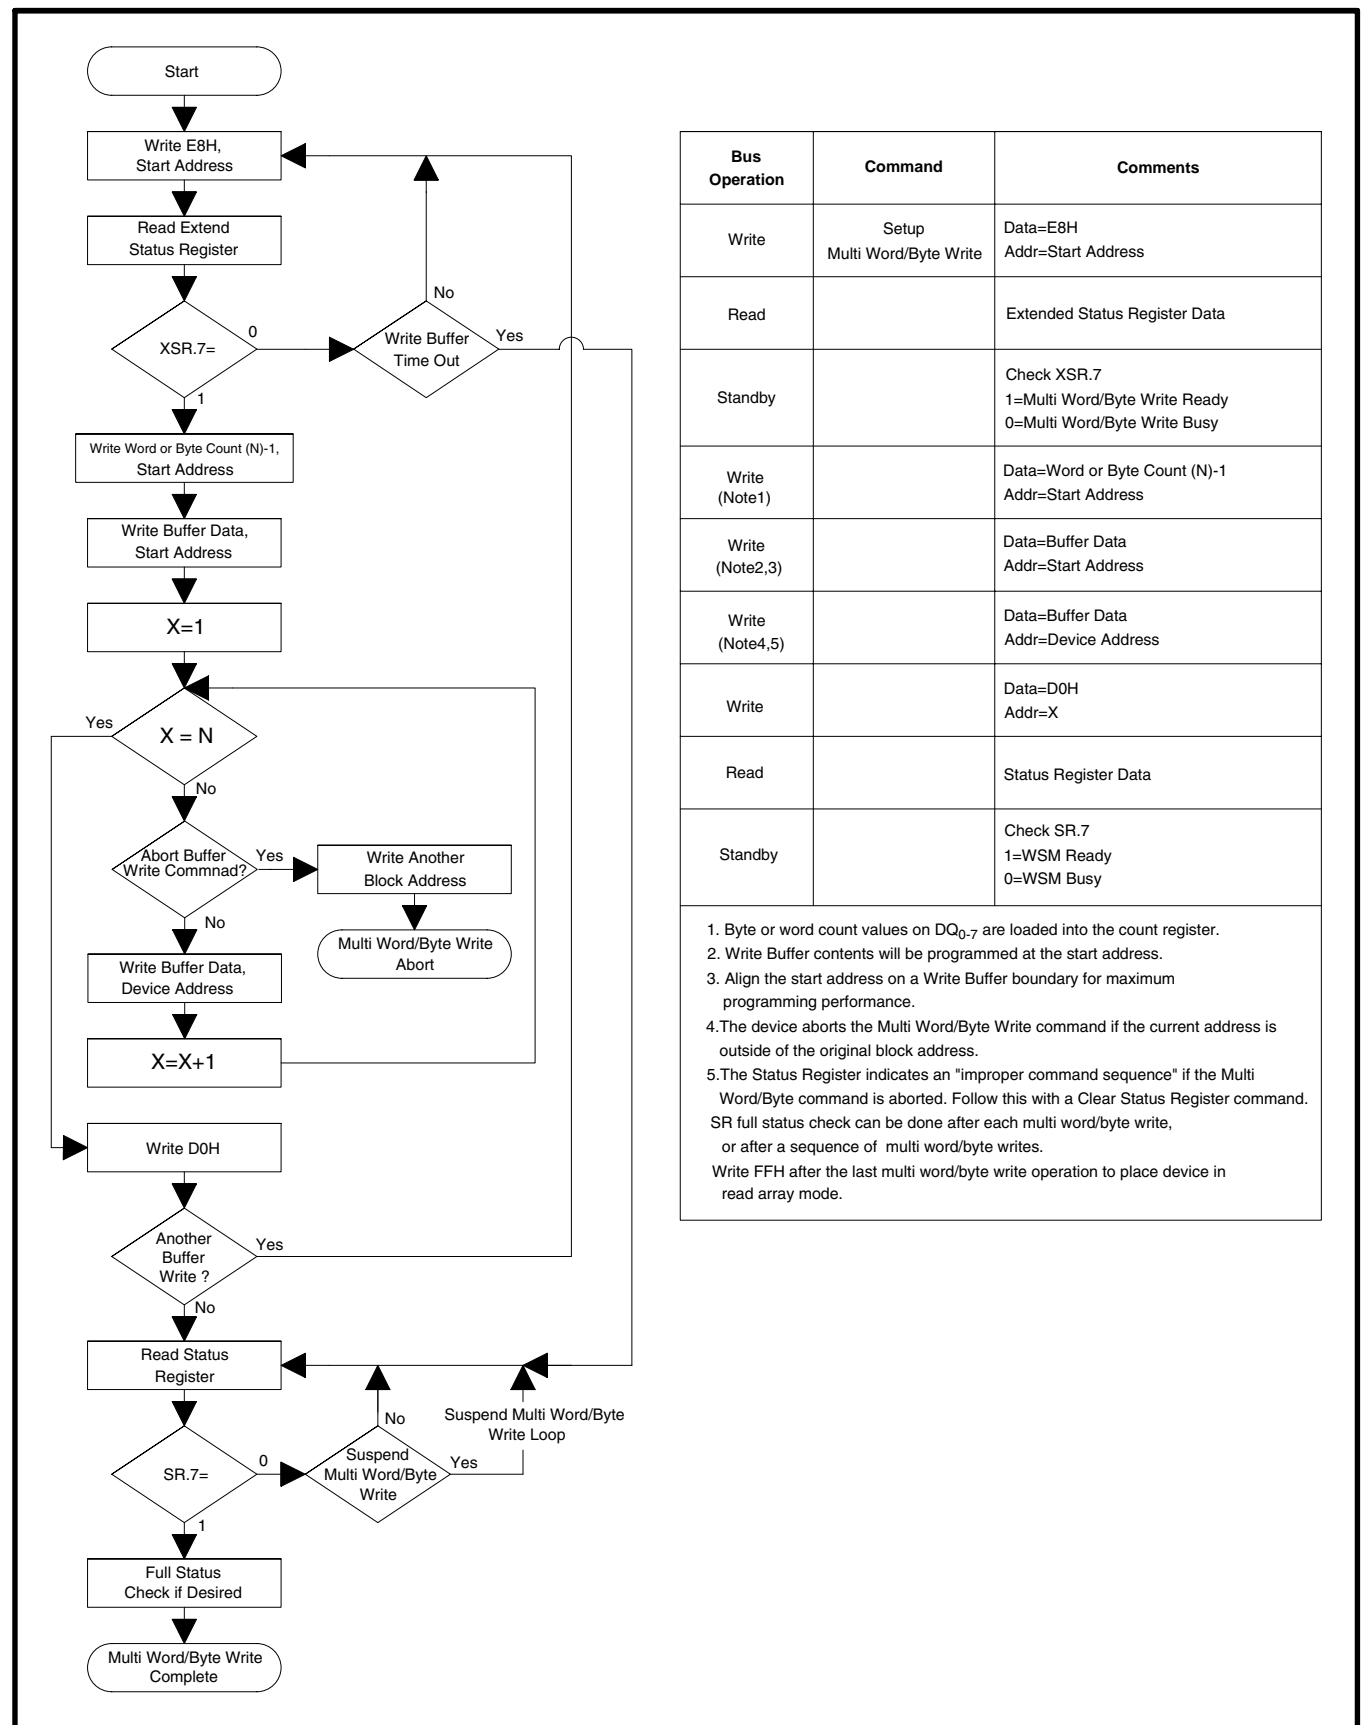 Start
Write E8H,
Start Address
Read Extend
Status Register
XSR.7=
0
1
No
Write Buffer
Time Out
Yes
Write Word or Byte Count (N)-1,
Start Address
Write Buffer Data,
Start Address
X=1
Yes
X = N
No
Abort Buffer
Write Commnad?
Yes
Write Another
Block Address
Multi Word/Byte Write
Abort
No
Write Buffer Data,
Device Address
X=X+1
Write D0H
Another
Buffer
Write ?
Yes
No
Read Status
Register
SR.7=
0
1
No
Suspend
Multi Word/Byte
Write
Yes
Suspend Multi Word/Byte
Write Loop
Full Status
Check if Desired
Multi Word/Byte Write
Complete
Bus
Operation
Command
Comments
Write
Setup
Multi Word/Byte Write
Data=E8H
Addr=Start Address
Read
Extended Status Register Data
Standby
Check XSR.7
1=Multi Word/Byte Write Ready
0=Multi Word/Byte Write Busy
Write
(Note1)
Data=Word or Byte Count (N)-1
Addr=Start Address
Write
(Note2,3)
Data=Buffer Data
Addr=Start Address
Write
(Note4,5)
Data=Buffer Data
Addr=Device Address
Write
Data=D0H
Addr=X
Read
Status Register Data
Standby
Check SR.7
1=WSM Ready
0=WSM Busy
1. Byte or word count values on DQ0-7 are loaded into the count register.
2. Write Buffer contents will be programmed at the start address.
3. Align the start address on a Write Buffer boundary for maximum
programming performance.
4.The device aborts the Multi Word/Byte Write command if the current address is
outside of the original block address.
5.The Status Register indicates an "improper command sequence" if the Multi
Word/Byte command is aborted. Follow this with a Clear Status Register command.
SR full status check can be done after each multi word/byte write,
or after a sequence of multi word/byte writes.
Write FFH after the last multi word/byte write operation to place device in
read array mode.